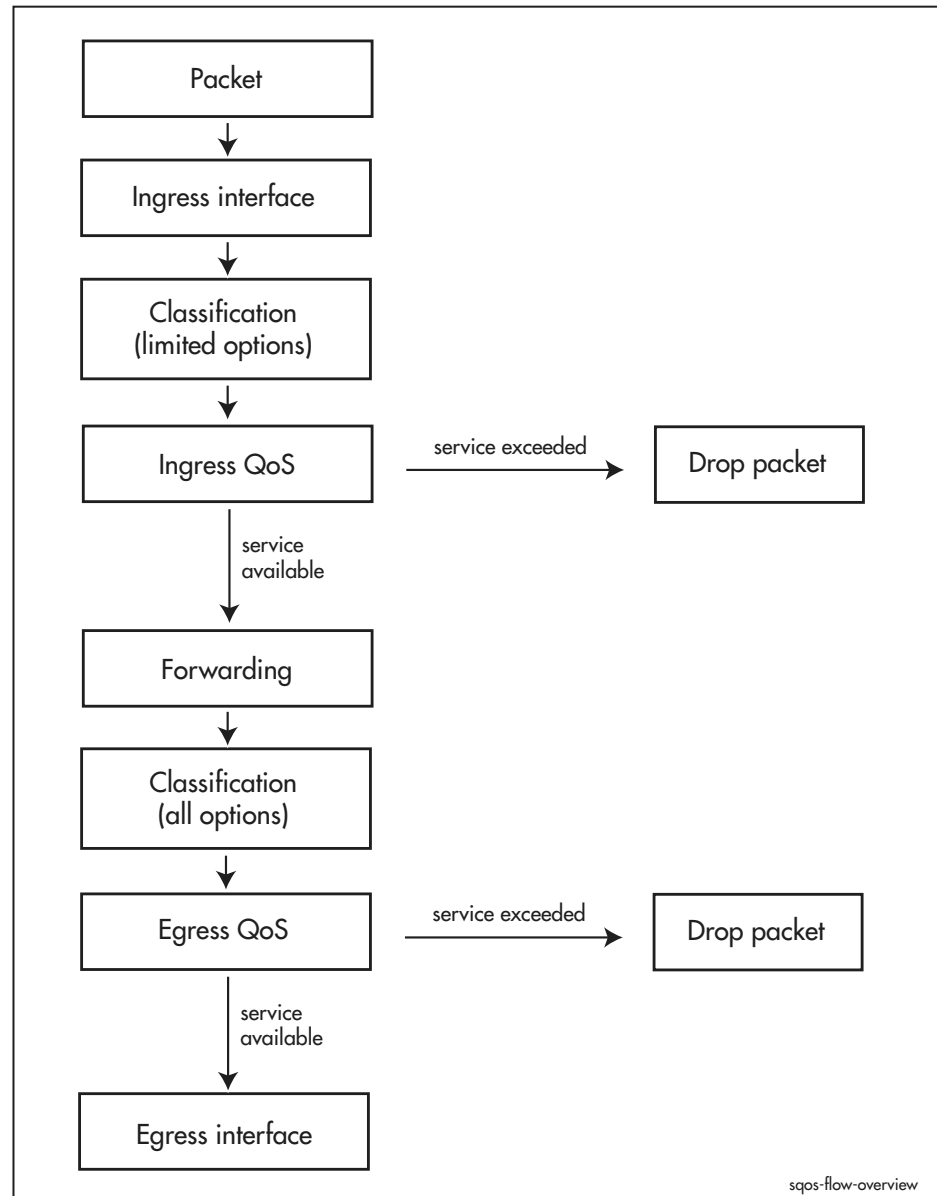 Packet
Ingress interface
Classification
(limited options)
Ingress QoS
service exceeded
Drop packet
service
available
Forwarding
Classification
(all options)
Egress QoS
service exceeded
Drop packet
service
available
Egress interface
sqos-flow-overview